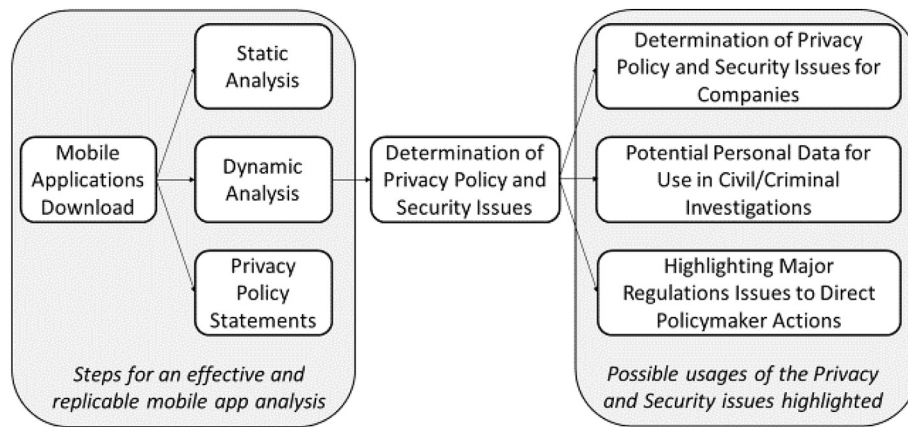 Static
Analysis
Mobile
Applications
Download
Dynamic
Analysis
Privacy
Policy
Statements
Steps for an effective and
replicable mobile app analysis
Determination of
Privacy Policy and
Security Issues
Determination of Privacy
Policy and Security Issues for
Companies
Potential Personal Data for
Use in Civil/Criminal
Investigations
Highlighting Major
Regulations Issues to Direct
Policymaker Actions
Possible usages of the Privacy
and Security issues highlighted